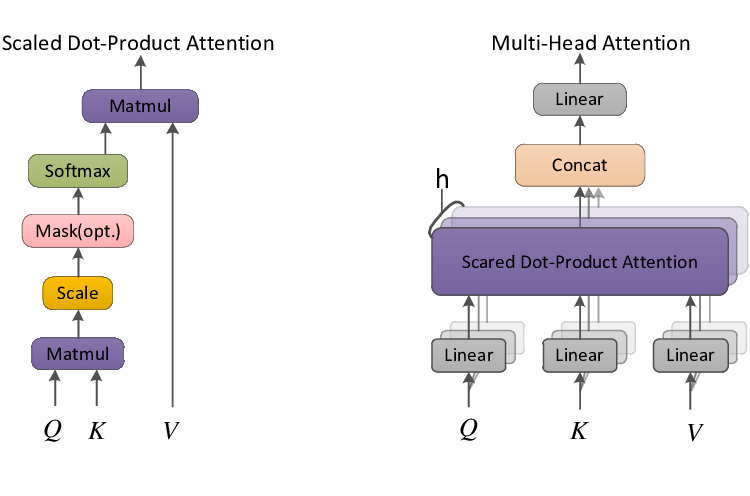 Scaled Dot-Product Attention
Matmul
Softmax
Mask(opt.)
Scale
Matmul
Q K V
Multi-Head Attention
Linear
Concat
h
Scared Dot-Product Attention
Linear Linear Linear
Q K V